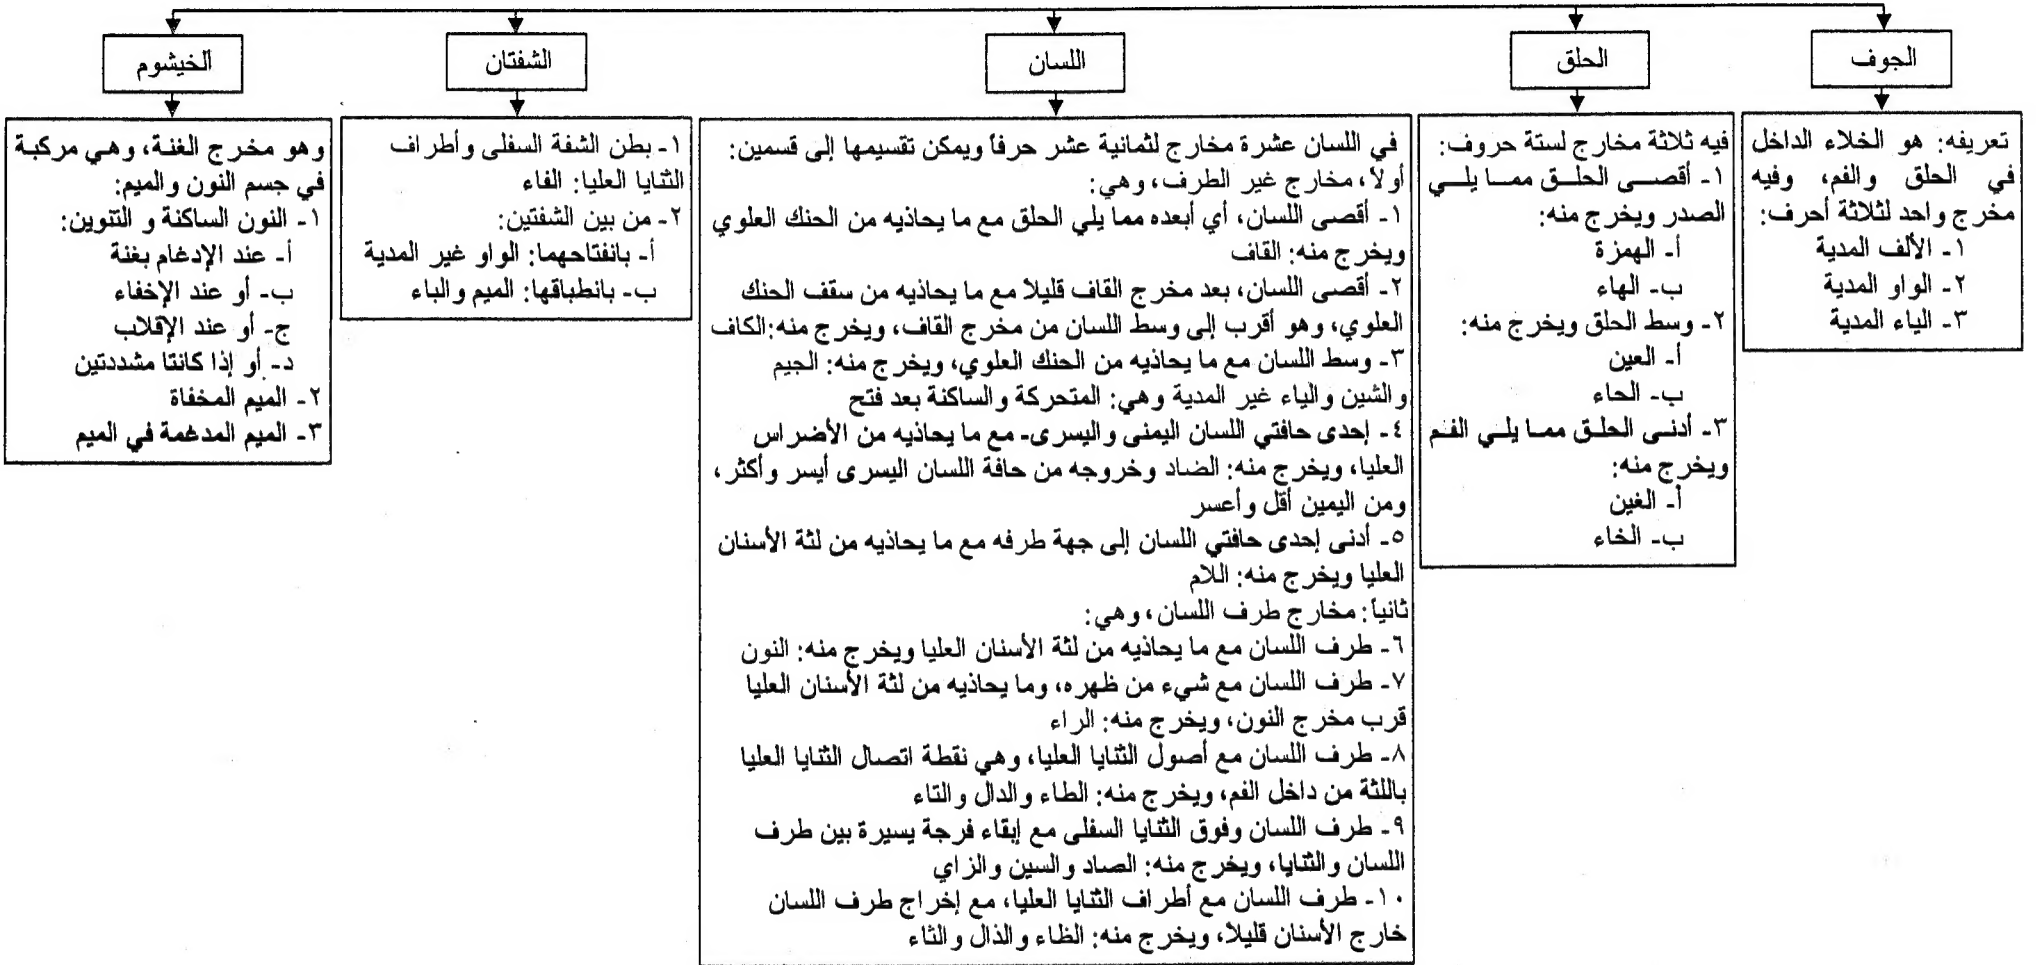 الجوف
تعريفه: هو الخلاء الداخل
في الحلق والفم، وفيه
مخرج واحد لثلاثة أحرف:
١- الألف المدية
٢- الواو المدية
٣- الياء المدية
الحلق
فيه ثلاثة مخارج لستة حروف:
١- أقصى الحلق مما يلي
الصدر ويخرج منه:
أ- الهمزة
ب- الهاء
٢- وسط الحلق ويخرج منه:
أ- العين
ب- الحاء
٣- أدنى الحلق مما يلي الفم
ويخرج منه:
أ- الغين
ب- الخاء
اللسان
في اللسان عشرة مخارج لثمانية عشر حرفاً ويمكن تقسيمها إلى قسمين:
أولاً، مخارج غير الطرف، وهي:
١- أقصى اللسان، أي أبعده مما يلي الحلق مع ما يحاذيه من الحنك العلوي
ويخرج منه: القاف
٢- أقصى اللسان، بعد مخرج القاف قليلاً مع ما يحاذيه من سقف الحنك
العلوي، وهو أقرب إلى وسط اللسان من مخرج القاف، ويخرج منه:الكاف
٣- وسط اللسان مع ما يحاذيه من الحنك العلوي، ويخرج منه: الجيم
والشين والياء غير المدية وهي: المتحركة والساكنة بعد فتح
٤- إحدى حافتي اللسان اليمنى واليسرى- مع ما يحاذيه من الأضراس
العليا، ويخرج منه: الضاد وخروجه من حافة اللسان اليسرى أيسر وأكثر،
ومن اليمين أقل وأعسر
٥- أدنى إحدى حافتي اللسان إلى جهة طرفه مع ما يحاذيه من لثة الأسنان
العليا ويخرج منه: اللام
ثانياً: مخارج طرف اللسان، وهي:
٦- طرف اللسان مع ما يحاذيه من لثة الأسنان العليا ويخرج منه: النون
٧- طرف اللسان مع شيء من ظهره، وما يحاذيه من لثة الأسنان العليا
قرب مخرج النون، ويخرج منه: الراء
٨- طرف اللسان مع أصول الثنايا العليا، وهي نقطة اتصال الثنايا العليا
باللثة من داخل الفم، ويخرج منه: الطاء والدال والتاء
٩- طرف اللسان وفوق الثنايا السفلى مع إبقاء فرجة يسيرة بين طرف
اللسان والثنايا، ويخرج منه: الصاد والسين والزاي
١٠- طرف اللسان مع أطراف الثنايا العليا، مع إخراج طرف اللسان
خارج الأسنان قليلاً، ويخرج منه: الظاء والذال والثاء
الشفتان
١- بطن الشفة السفلى وأطراف
الثنايا العليا: الفاء
٢- من بين الشفتين:
أ- بانفتاحهما: الواو غير المدية
ب- بانطباقها: الميم والباء
الخيشوم
وهو مخرج الغنة، وهي مركبة
في جسم النون والميم:
١- النون الساكنة و التنوين:
أ- عند الإدغام بغنة
ب- أو عند الإخفاء
ج- أو عند الإقلاب
د- أو إذا كانتا مشددتين
٢- الميم المخفاة
٣- الميم المدغمة في الميم